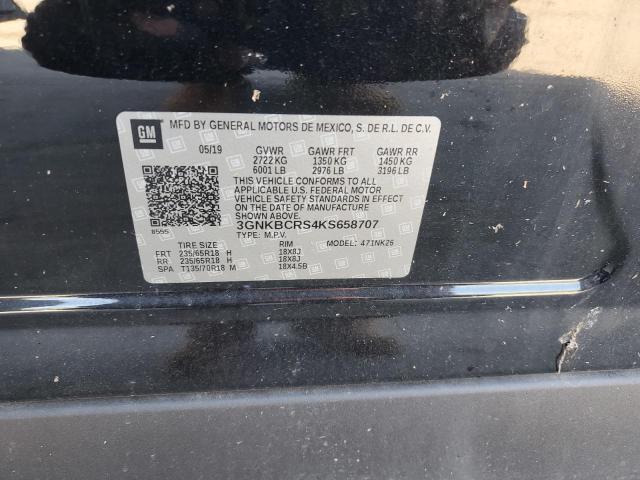 GM
MFD BY GENERAL MOTORS DE MEXICO, S. DE R.L. DE C.V.
05/19 GVWR GAWR FRT GAWR RR
2722 KG 1350 KG 1450 KG
6001 LB 2976 LB 3196 LB
THIS VEHICLE CONFORMS TO ALL
APPLICABLE U.S. FEDERAL MOTOR
VEHICLE SAFETY STANDARDS IN EFFECT
ON THE DATE OF MANUFACTURE
SHOWN ABOVE.
8555
3GNKBCRS4KS658707
TYPE: M.P.V. MODEL: 471NK26
TIRE SIZE RIM
FRT 235/65R18 H 18X8J
RR 235/65R18 H 18X8J
SPA T135/70R18 M 18X4.5B